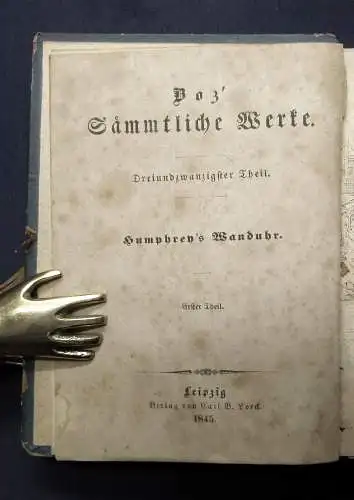 Boz'
Sämmtliche Werke.
Dreiundzwanzigster Theil.
Humphrey's Wanduhr.
Erster Theil.
Leipzig
Verlag von Carl B. Lorck.
1845.